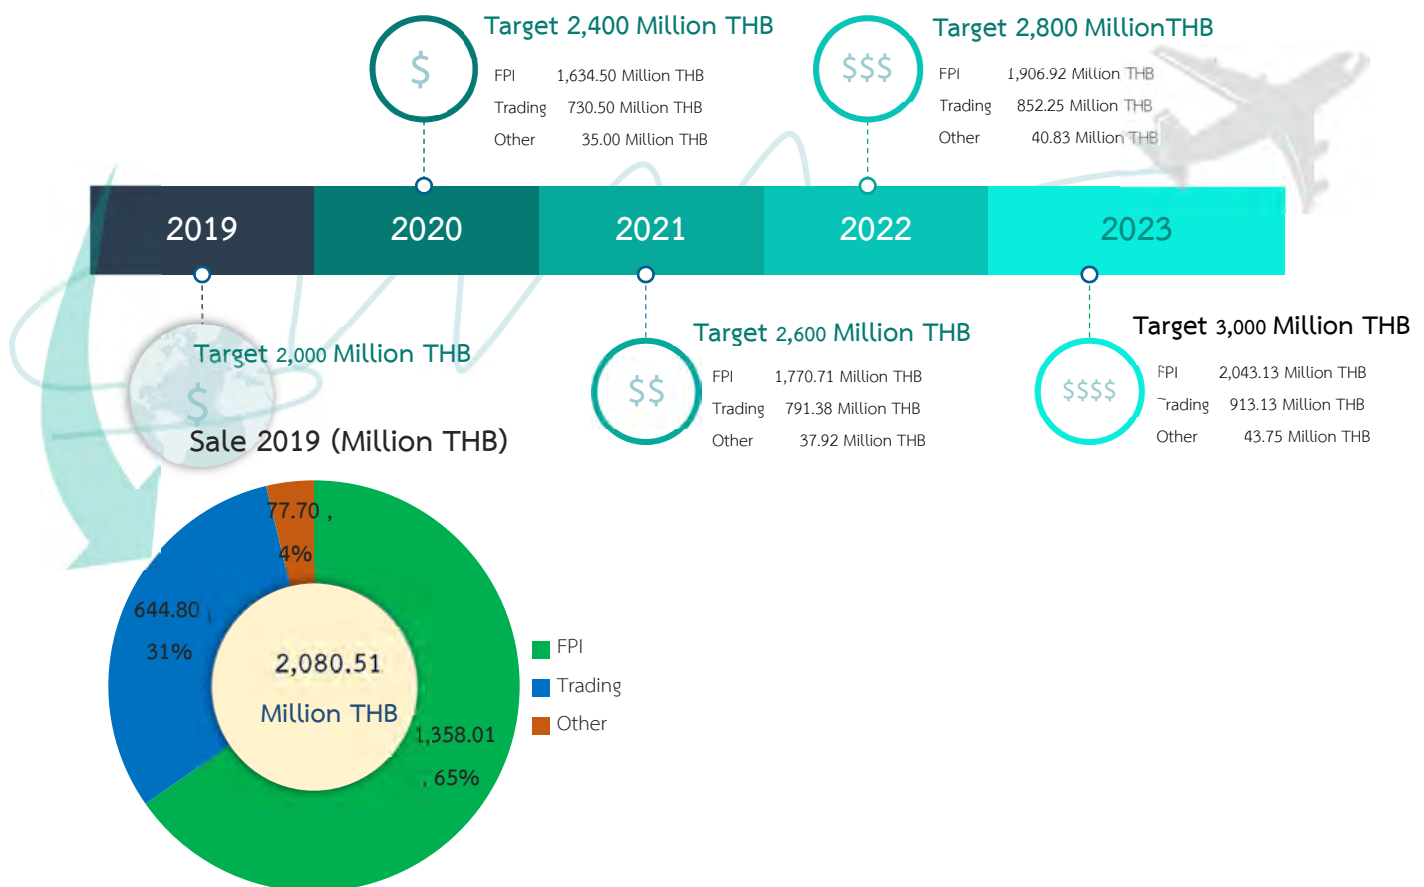 Target 2,400 Million THB
FPI 1,634.50 Million THB
Trading 730.50 Million THB
Other 35.00 Million THB
$
Target 2,800 MillionTHB
FPI 1,906.92 Million THB
Trading 852.25 Million THB
Other 40.83 Million THB
$$$
2019 2020 2021 2022 2023
Target 2,000 Million THB
$
Target 2,600 Million THB
FPI 1,770.71 Million THB
Trading 791.38 Million THB
Other 37.92 Million THB
$$
Target 3,000 Million THB
FPI 2,043.13 Million THB
Trading 913.13 Million THB
Other 43.75 Million THB
$$$$
Sale 2019 (Million THB)
77.70 ,
4%
644.80 ,
31%
2,080.51
Million THB
1,358.01
, 65%
FPI
Trading
Other